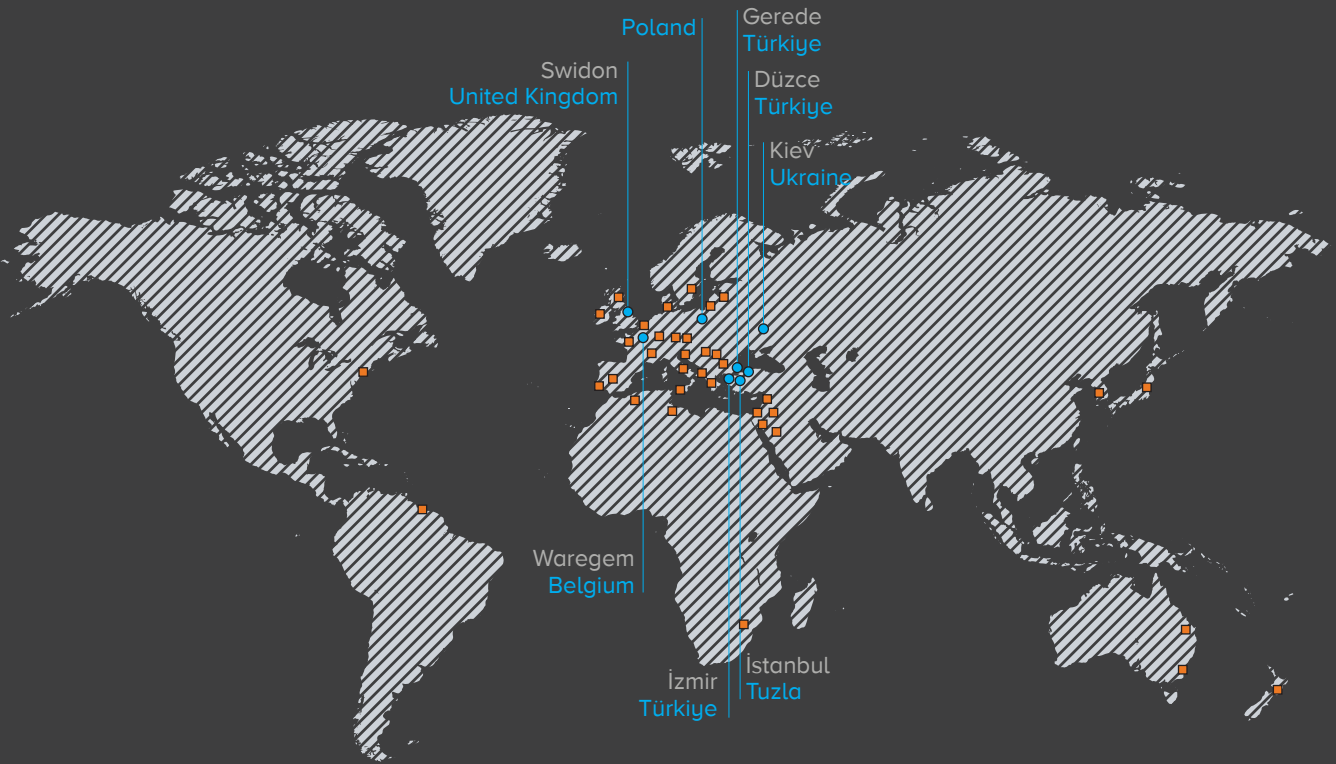 Poland
Gerede
Türkiye
Swidon
United Kingdom
Düzce
Türkiye
Kiev
Ukraine
Waregem
Belgium
İzmir
Türkiye
İstanbul
Tuzla